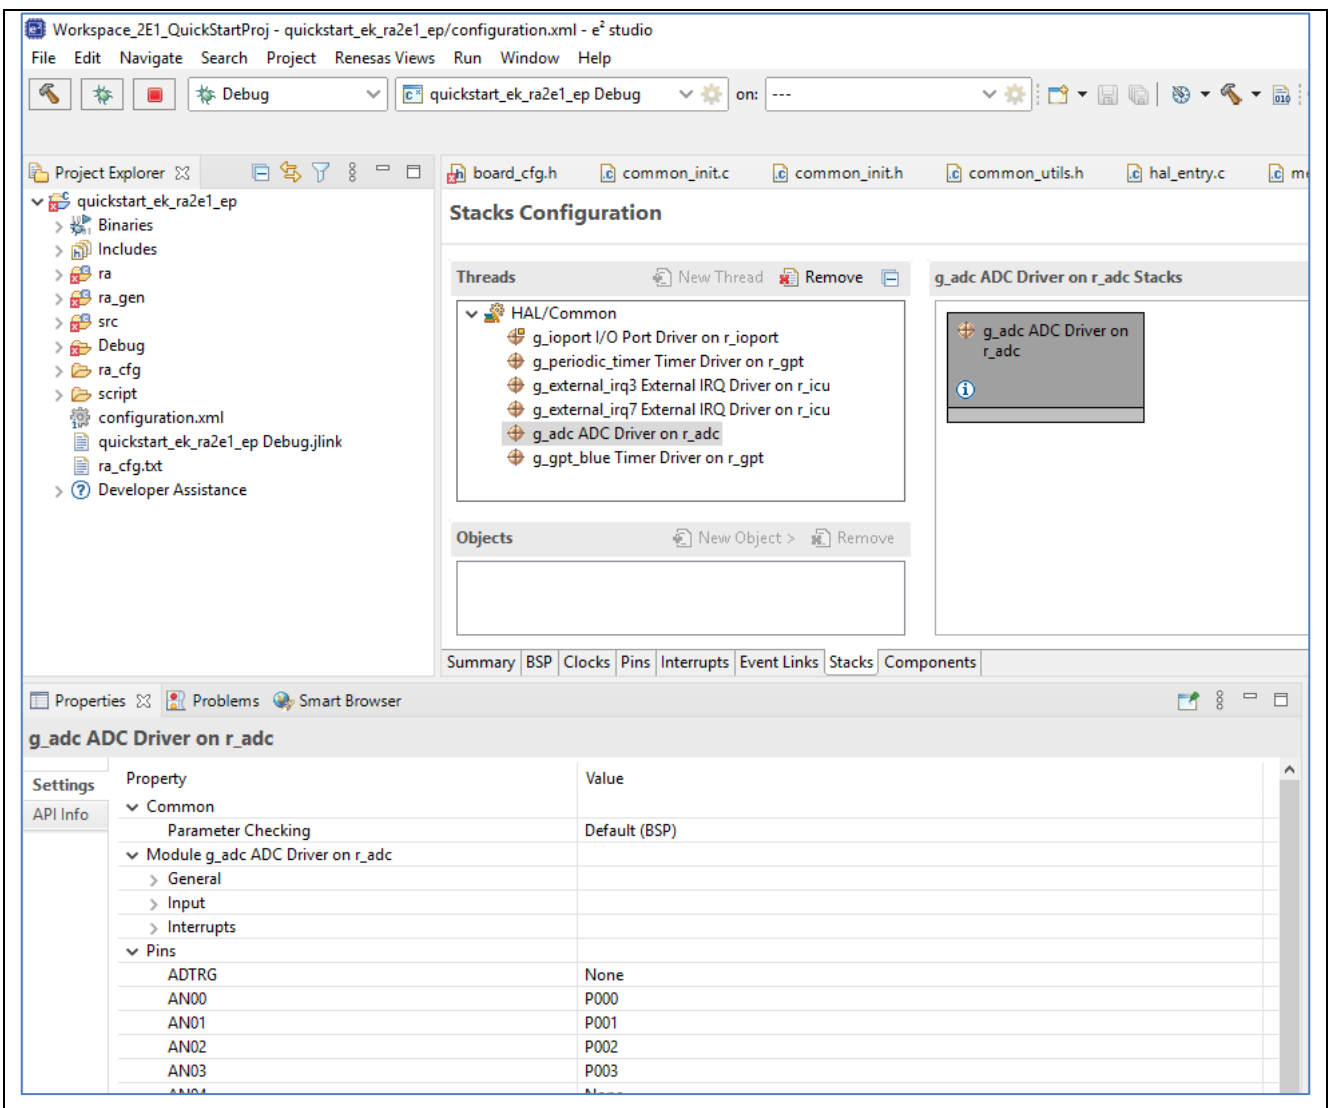 Workspace_2E1_QuickStartProj - quickstart_ek_ra2e1_ep/configuration.xml - e² studio
File Edit Navigate Search Project Renesas Views Run Window Help
Debug quickstart_ek_ra2e1_ep Debug on: ---
Project Explorer
board_cfg.h common_init.c common_init.h common_utils.h hal_entry.c
quickstart_ek_ra2e1_ep
Binaries
Includes
ra
ra_gen
src
Debug
ra_cfg
script
configuration.xml
quickstart_ek_ra2e1_ep Debug.jlink
ra_cfg.txt
Developer Assistance
Stacks Configuration
Threads New Thread Remove
HAL/Common
g_ioport I/O Port Driver on r_ioport
g_periodic_timer Timer Driver on r_gpt
g_external_irq3 External IRQ Driver on r_icu
g_external_irq7 External IRQ Driver on r_icu
g_adc ADC Driver on r_adc
g_gpt_blue Timer Driver on r_gpt
Objects New Object > Remove
g_adc ADC Driver on r_adc Stacks
g_adc ADC Driver on
r_adc
Summary BSP Clocks Pins Interrupts Event Links Stacks Components
Properties Problems Smart Browser
g_adc ADC Driver on r_adc
Settings
API Info
Property Value
Common
Parameter Checking Default (BSP)
Module g_adc ADC Driver on r_adc
General
Input
Interrupts
Pins
ADTRG None
AN00 P000
AN01 P001
AN02 P002
AN03 P003